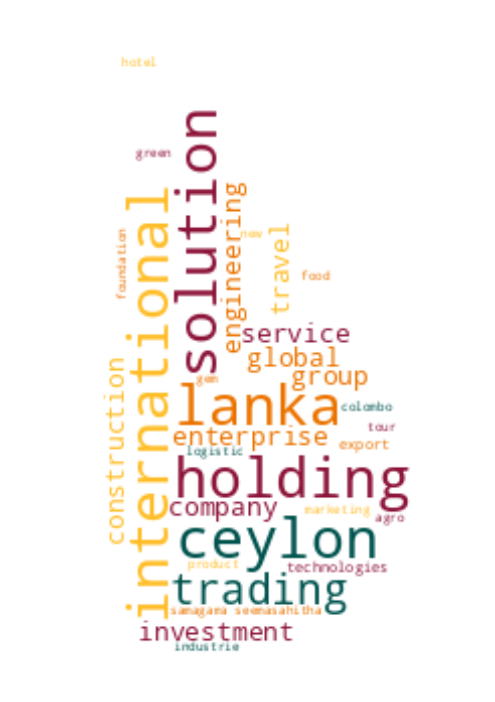 hotel
green
solution
international
engineering
foundation
new
travel
food
service
global
group
gem
construction
lanka
colombo
tour
enterprise
export
logistic
holding
company
marketing
agro
ceylon
product
technologies
trading
samagama seemasahitha
investment
industrie